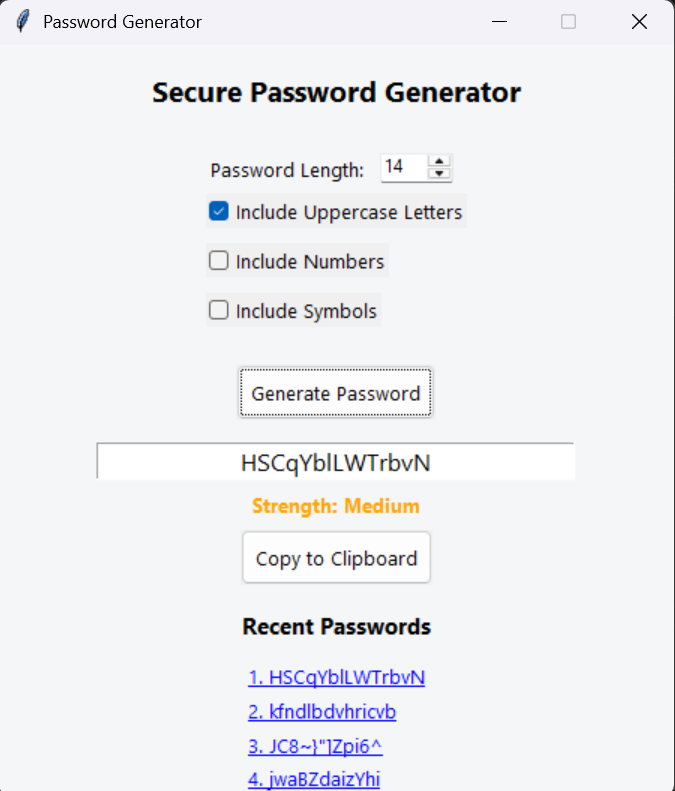 Password Generator
Secure Password Generator
Password Length: 14
Include Uppercase Letters
Include Numbers
Include Symbols
Generate Password
HSCqYblLWTrbvN
Strength: Medium
Copy to Clipboard
Recent Passwords
1. HSCqYblLWTrbvN
2. kfndlbdvhricvb
3. JC8~}"]Zpi6^
4. jwaBZdaizYhi